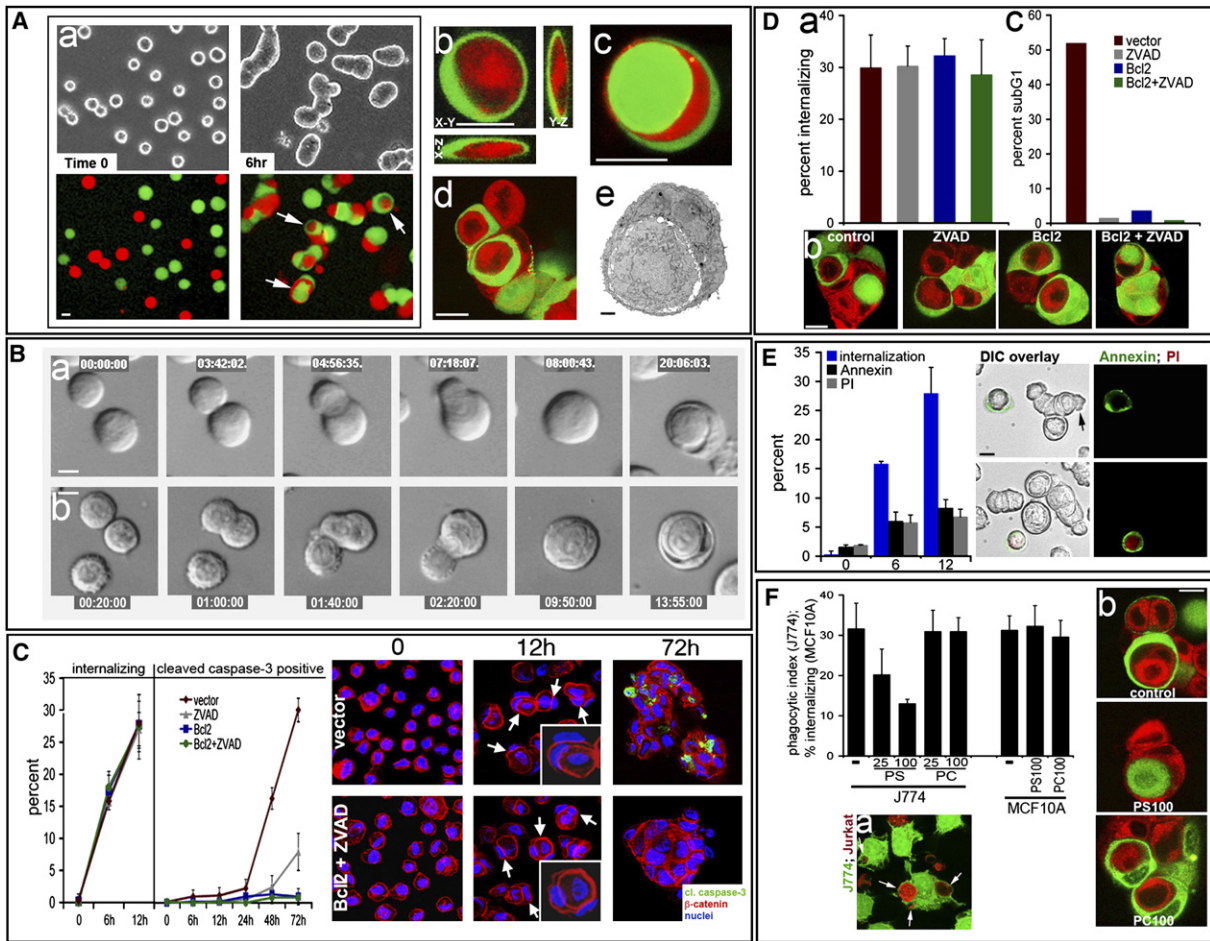 A
a
Time 0
6hr
b
X-Y
Y-Z
X-Z
c
d
e
B
a
00:00:00
03:42:02.
04:56:35.
07:18:07.
08:00:43.
20:06:03.
b
00:20:00
01:00:00
01:40:00
02:20:00
09:50:00
13:55:00
C
internalizing
cleaved caspase-3 positive
percent
35
30
25
20
15
10
5
0
vector
ZVAD
Bcl2
Bcl2+ZVAD
0 6h 12h
0 6h 12h 24h 48h 72h
0
12h
72h
vector
Bcl2 + ZVAD
cl. caspase-3
β-catenin
nuclei
D
a
percent internalizing
40
30
20
10
0
c
percent subG1
60
50
40
30
20
10
0
vector
ZVAD
Bcl2
Bcl2+ZVAD
b
control
ZVAD
Bcl2
Bcl2 + ZVAD
E
percent
35
30
25
20
15
10
5
0
internalization
Annexin
PI
0 6 12
DIC overlay
Annexin; PI
F
phagocytic index (J774);
% internalizing (MCF10A)
40
35
30
25
20
15
10
5
0
– 25 100 25 100
PS PC
J774
– PS100 PC100
MCF10A
a
J774; Jurkat
b
control
PS100
PC100